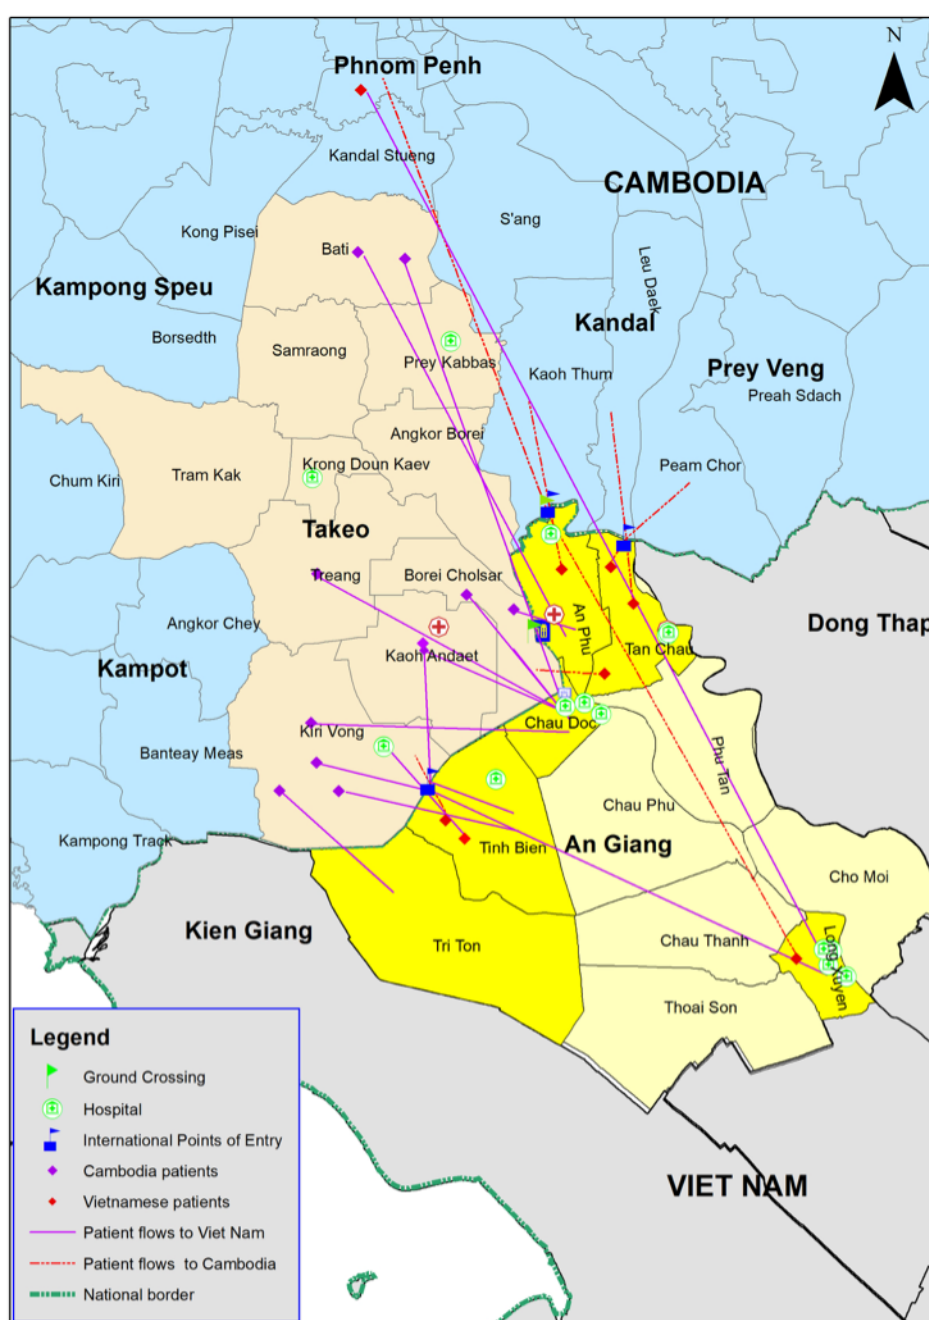 N
Phnom Penh
Kandal Stueng
CAMBODIA
S'ang
Kong Pisei
Bati
Leu Daek
Kampong Speu
Kandal
Borsedth
Samraong
Prey Kabbas
Kaoh Thum
Prey Veng
Preah Sdach
Angkor Borei
Krong Doun Kaev
Peam Chor
Chum Kiri
Tram Kak
Takeo
Treang
Borei Cholsar
An Phu
Angkor Chey
Dong Thap
Tan Chau
Kaoh Andaet
Kampot
Chau Doc
Kiri Vong
Banteay Meas
Phu Tan
Chau Phu
Kampong Track
Tinh Bien
An Giang
Cho Moi
Kien Giang
Tri Ton
Chau Thanh
Long Xuyen
Thoai Son
VIET NAM
Legend
Ground Crossing
Hospital
International Points of Entry
Cambodia patients
Vietnamese patients
Patient flows to Viet Nam
Patient flows to Cambodia
National border